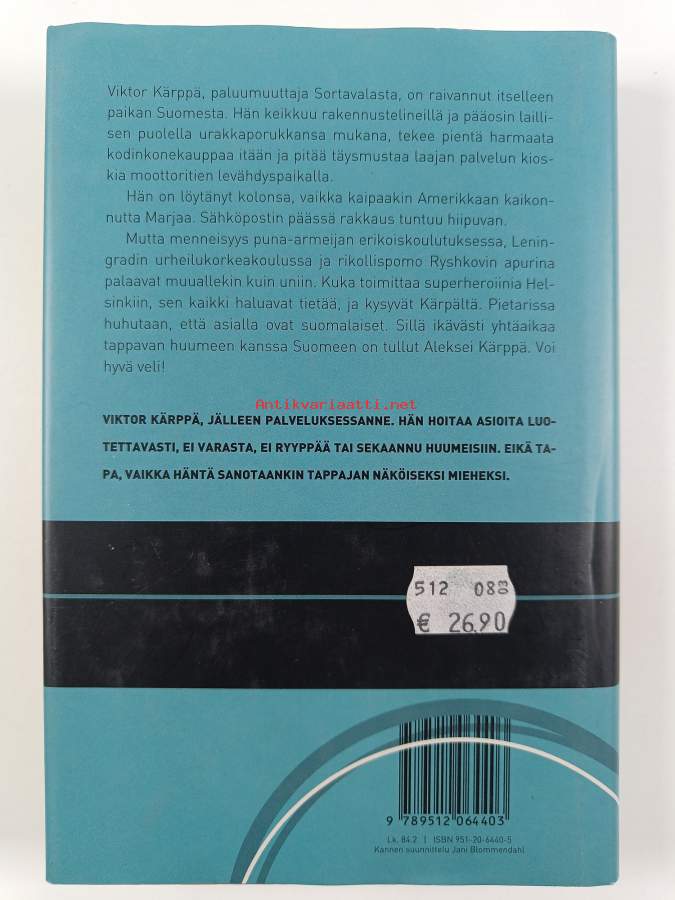 Viktor Kärppä, paluumuuttaja Sortavalasta, on raivannut itselleen
paikan Suomesta. Hän keikkuu rakennustelineillä ja pääosin lailli-
sen puolella urakkaporukkansa mukana, tekee pientä harmaata
kodinkonekauppaa itään ja pitää täysmustaa laajan palvelun kios-
kia moottoritien levähdyspaikalla.
Hän on löytänyt kolonsa, vaikka kaipaakin Amerikkaan kaikon-
nutta Marjaa. Sähköpostin päässä rakkaus tuntuu hiipuvan.
Mutta menneisyys puna-armeijan erikoiskoulutuksessa, Lenin-
gradin urheilukorkeakoulussa ja rikollispomo Ryshkovin apurina
palaavat muuallekin kuin uniin. Kuka toimittaa superheroiinia Hel-
sinkiin, sen kaikki haluavat tietää, ja kysyvät Kärpältä. Pietarissa
huhutaan, että asialla ovat suomalaiset. Sillä ikävästi yhtäaikaa
tappavan huumeen kanssa Suomeen on tullut Aleksei Kärppä. Voi
hyvä veli!
Antikvariaatti.net
VIKTOR KÄRPPÄ, JÄLLEEN PALVELUKSESSANNE. HÄN HOITAA ASIOITA LUO-
TETTAVASTI, EI VARASTA, EI RYYPPÄÄ TAI SEKAANNU HUUMEISIIN. EIKÄ TA-
PA, VAIKKA HÄNTÄ SANOTAANKIN TAPPAJAN NÄKÖISEKSI MIEHEKSI.
512 08 03
€ 26.90
9 789512 064403
Lk. 84.2 | ISBN 951-20-6440-5
Kannen suunnittelu Jani Blommendahl